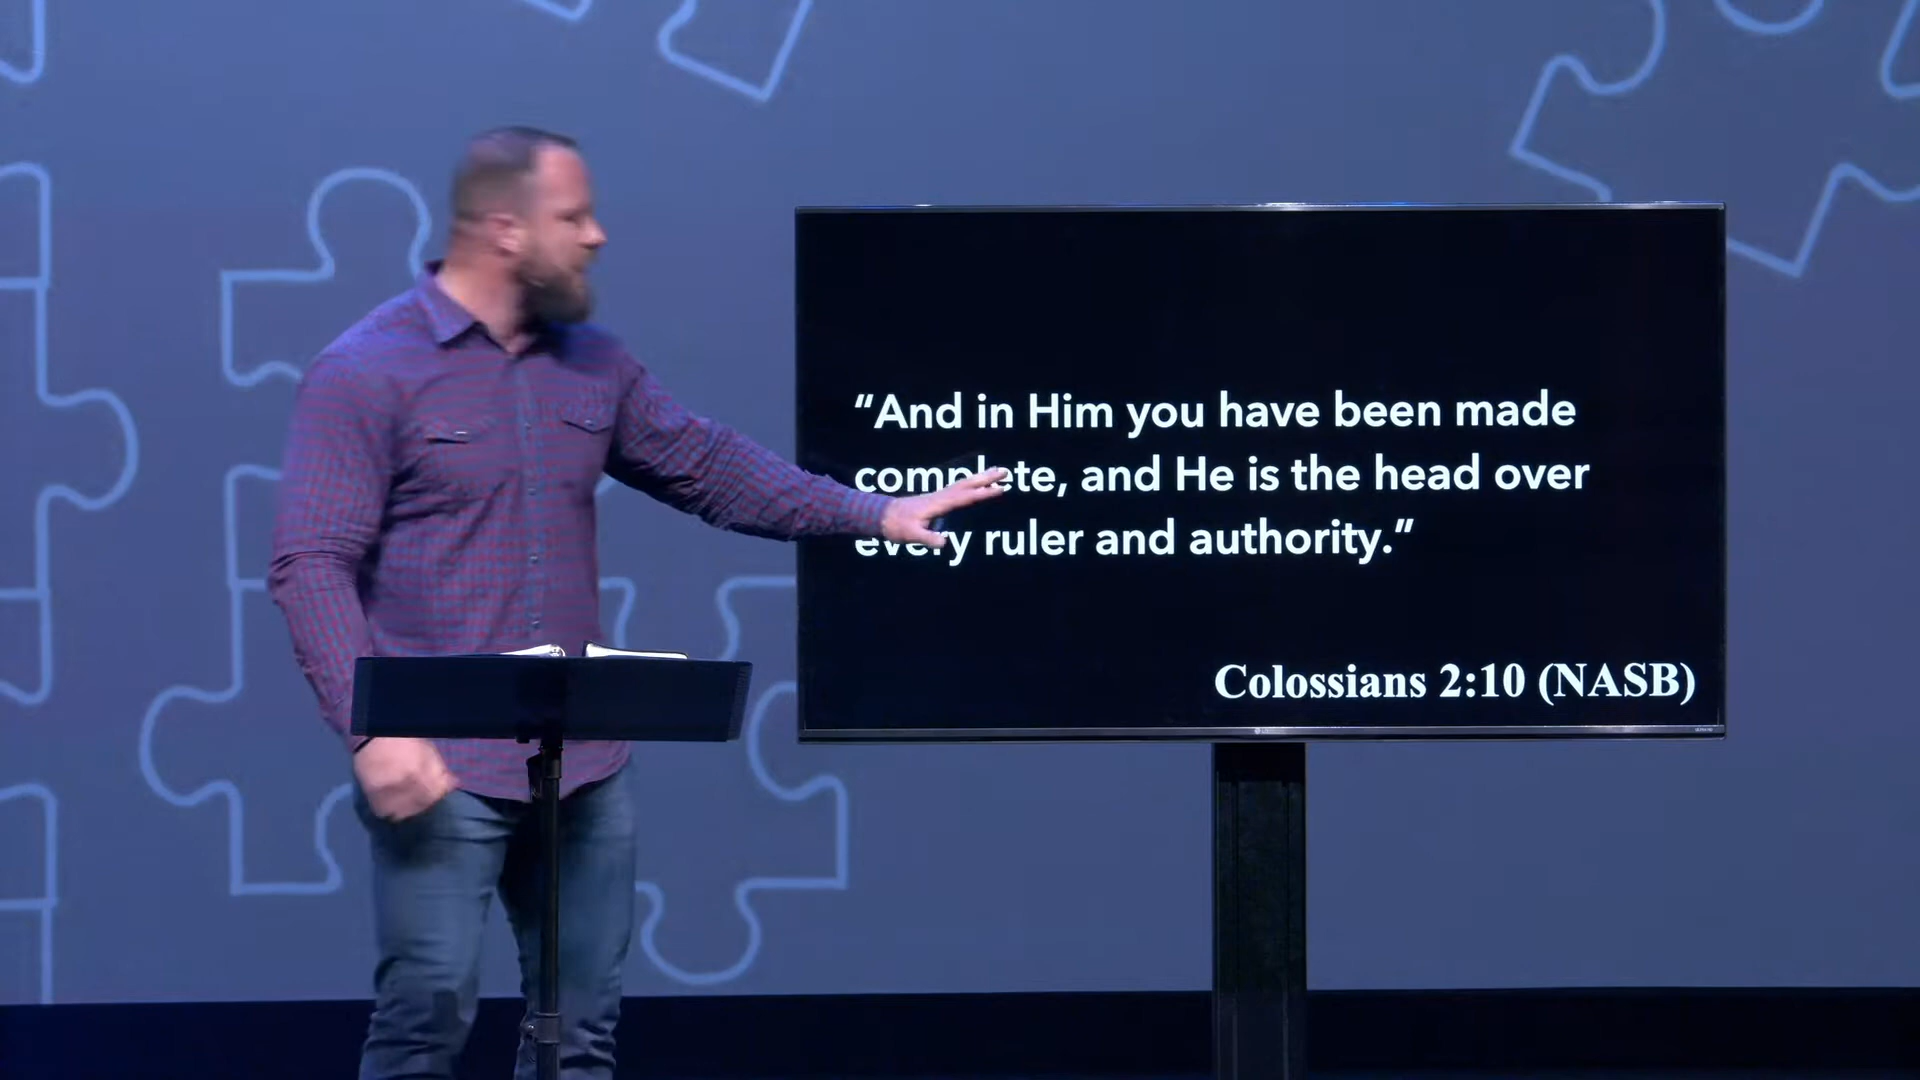 “And in Him you have been made
complete, and He is the head over
every ruler and authority.”
Colossians 2:10 (NASB)